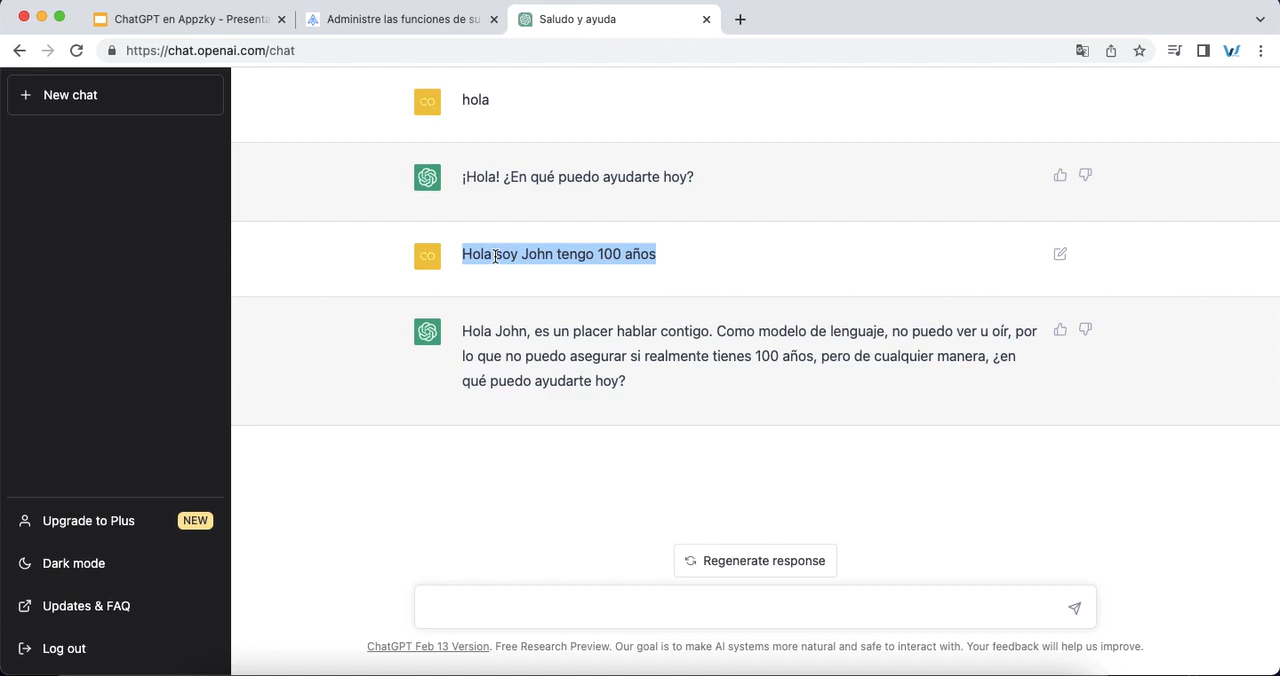 ChatGPT en Appzky - Presenta
Administre las funciones de su
Saludo y ayuda
https://chat.openai.com/chat
New chat
CO
hola
¡Hola! ¿En qué puedo ayudarte hoy?
CO
Hola soy John tengo 100 años
Hola John, es un placer hablar contigo. Como modelo de lenguaje, no puedo ver u oír, por
lo que no puedo asegurar si realmente tienes 100 años, pero de cualquier manera, ¿en
qué puedo ayudarte hoy?
Upgrade to Plus
NEW
Dark mode
Updates & FAQ
Log out
Regenerate response
ChatGPT Feb 13 Version. Free Research Preview. Our goal is to make AI systems more natural and safe to interact with. Your feedback will help us improve.